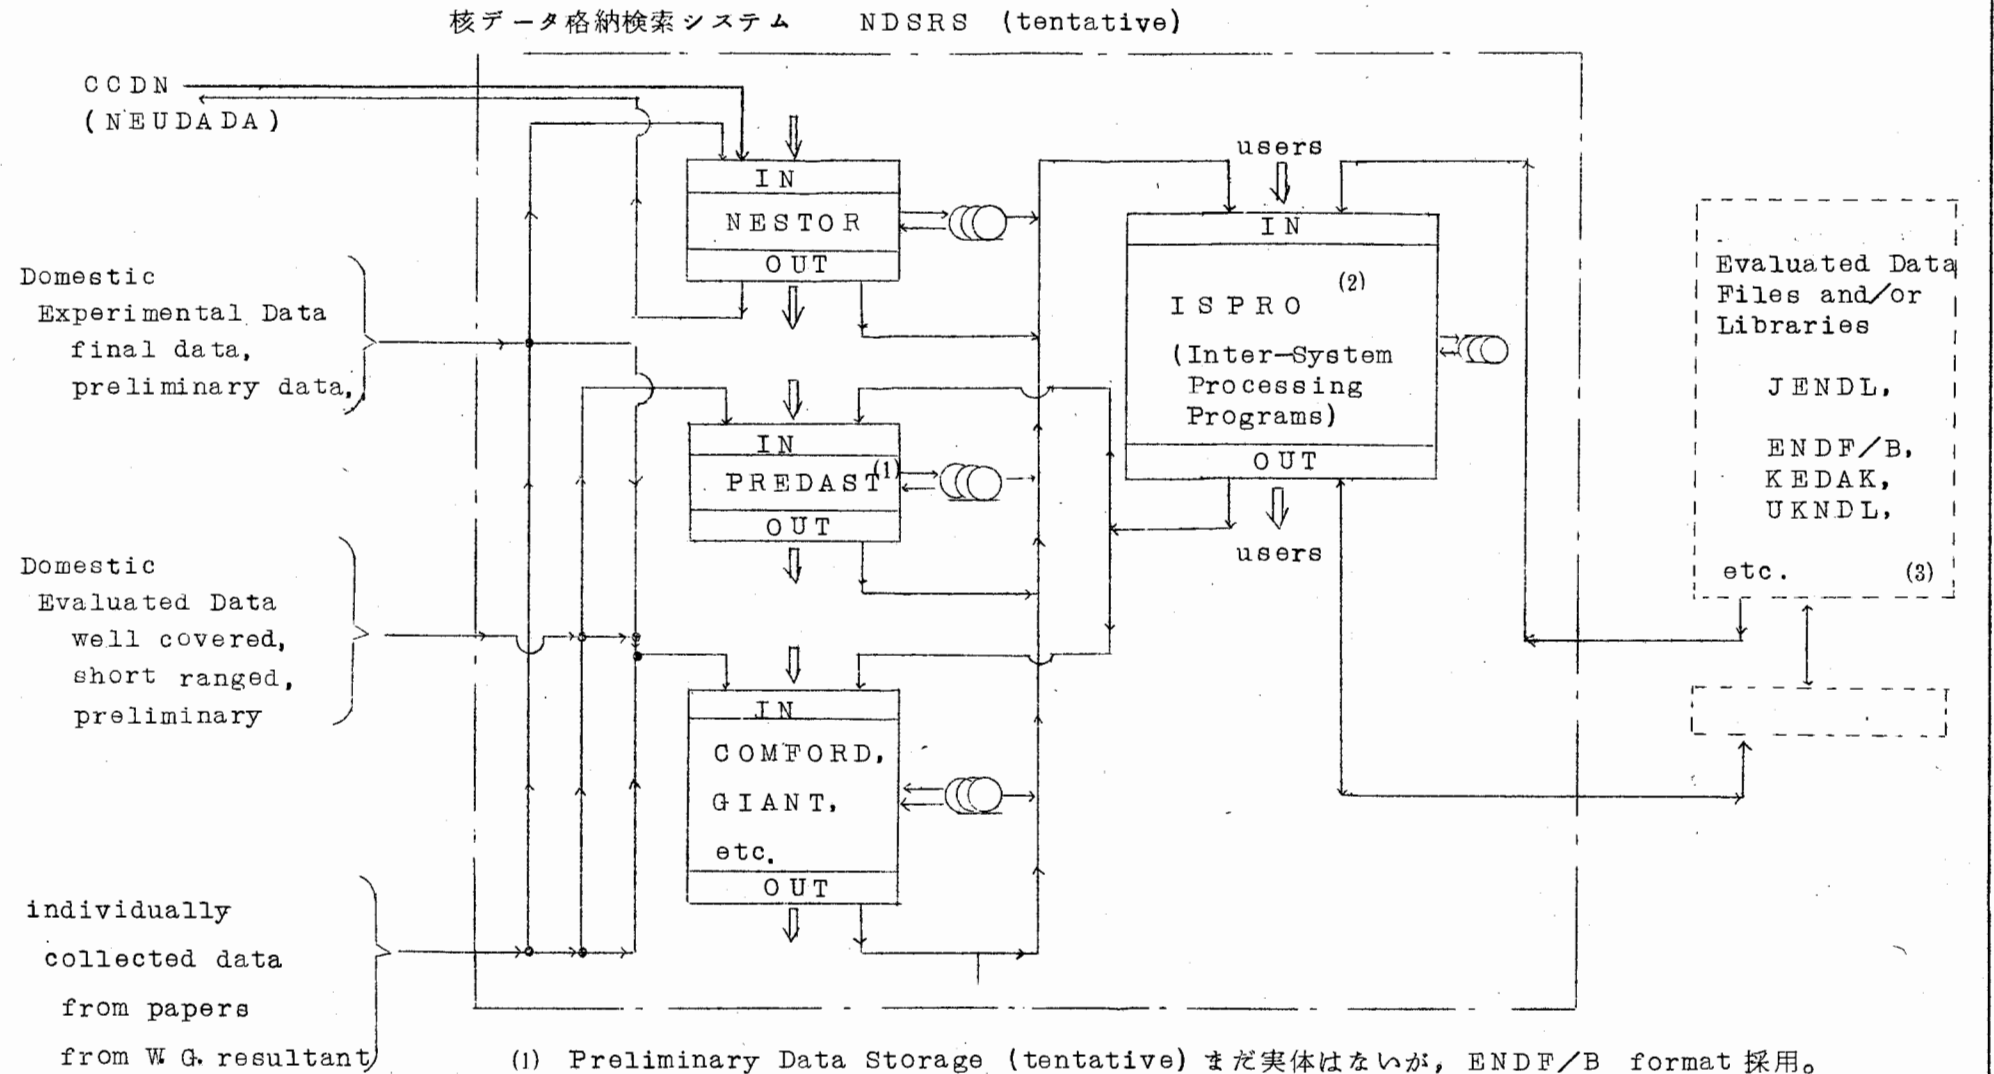 核データ格納検索システム NDSRS (tentative)
CCDN
(NEUDADA)
Domestic
Experimental Data
final data,
preliminary data,
Domestic
Evaluated Data
well covered,
short ranged,
preliminary
individually
collected data
from papers
from W.G. resultant
IN
NESTOR
OUT
IN
PREDAST(1)
OUT
IN
COMFORD,
GIANT,
etc.
OUT
users
IN
ISPRO (2)
(Inter-System
Processing
Programs)
OUT
users
Evaluated Data
Files and/or
Libraries
JENDL,
ENDF/B,
KEDAK,
UKNDL,
etc. (3)
(1) Preliminary Data Storage (tentative) まだ実体はないが, ENDF/B format 採用。